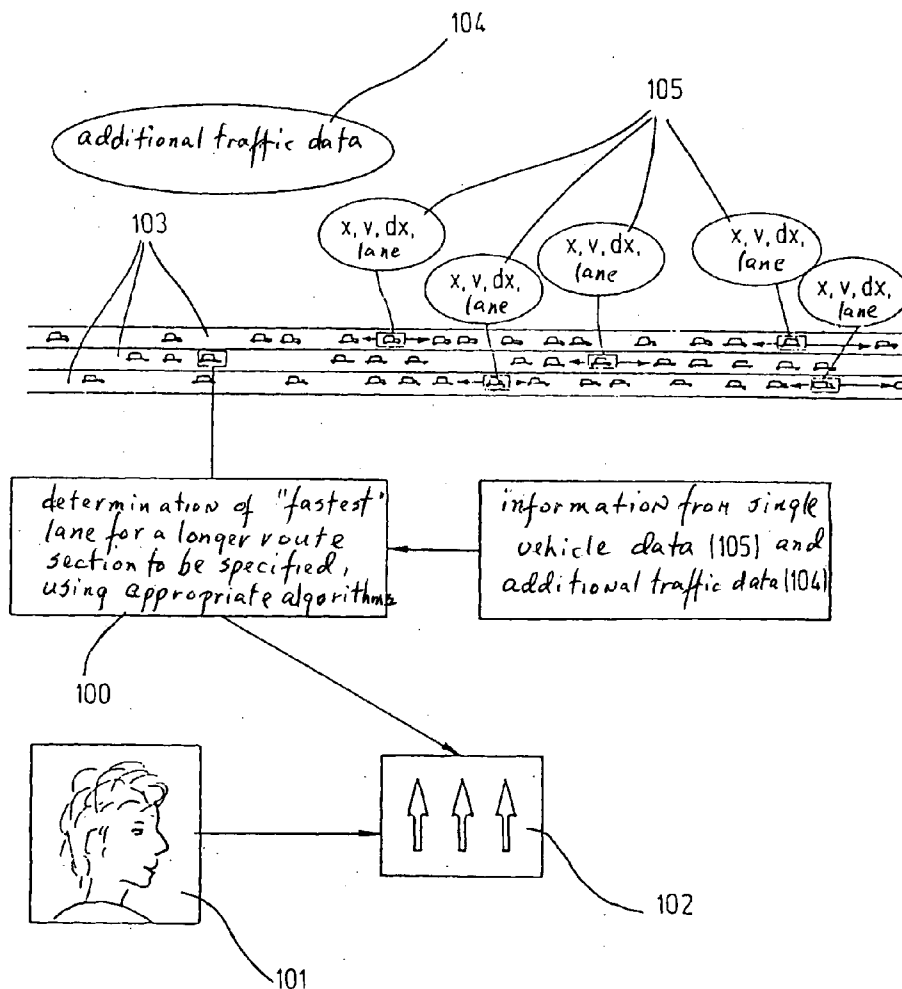 104
additional traffic data
105
103
x, v, dx,
lane
x, v, dx,
lane
x, v, dx,
lane
x, v, dx,
lane
x, v, dx,
lane
determination of "fastest"
lane for a longer route
section to be specified,
using appropriate algorithms
information from single
vehicle data (105) and
additional traffic data (104)
100
102
101